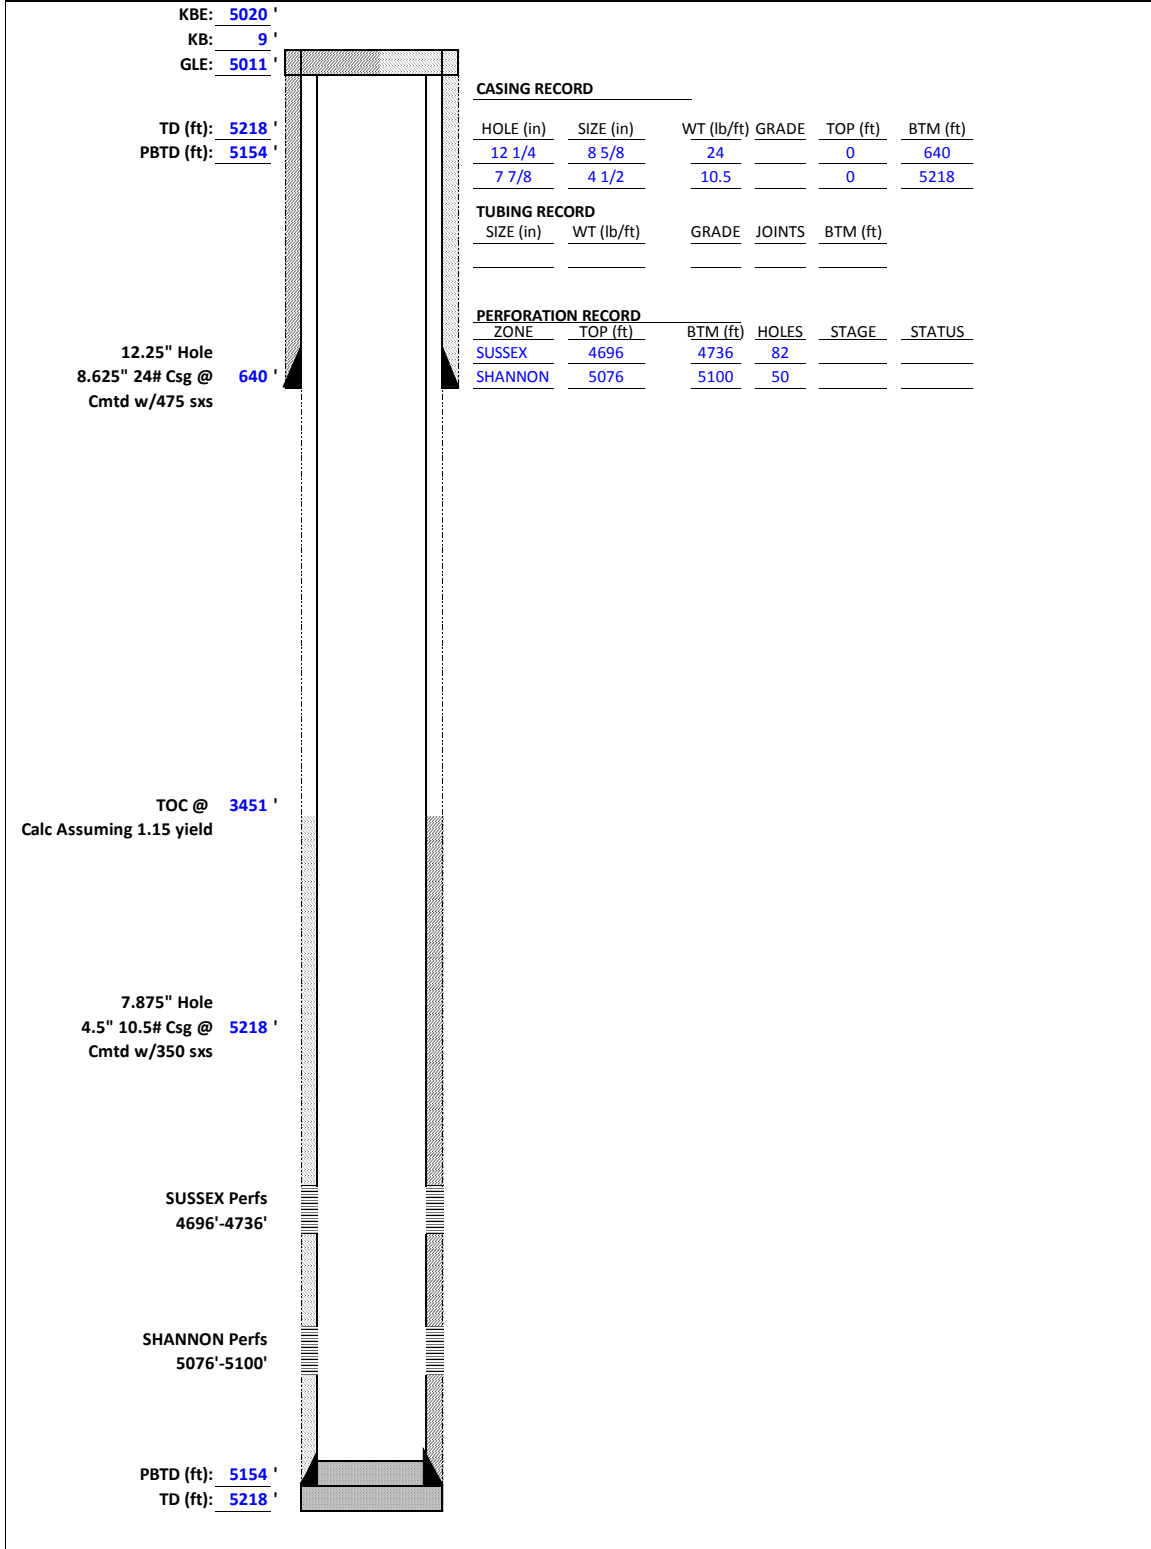 KBE: 5020 '
KB: 9 '
GLE: 5011 '
CASING RECORD
TD (ft): 5218 '
PBTD (ft): 5154 '
HOLE (in) SIZE (in) WT (lb/ft) GRADE TOP (ft) BTM (ft)
12 1/4 8 5/8 24 0 640
7 7/8 4 1/2 10.5 0 5218
TUBING RECORD
SIZE (in) WT (lb/ft) GRADE JOINTS BTM (ft)
PERFORATION RECORD
ZONE TOP (ft) BTM (ft) HOLES STAGE STATUS
SUSSEX 4696 4736 82
SHANNON 5076 5100 50
12.25" Hole
8.625" 24# Csg @ 640 '
Cmtd w/475 sxs
TOC @ 3451 '
Calc Assuming 1.15 yield
7.875" Hole
4.5" 10.5# Csg @ 5218 '
Cmtd w/350 sxs
SUSSEX Perfs
4696'-4736'
SHANNON Perfs
5076'-5100'
PBTD (ft): 5154 '
TD (ft): 5218 '